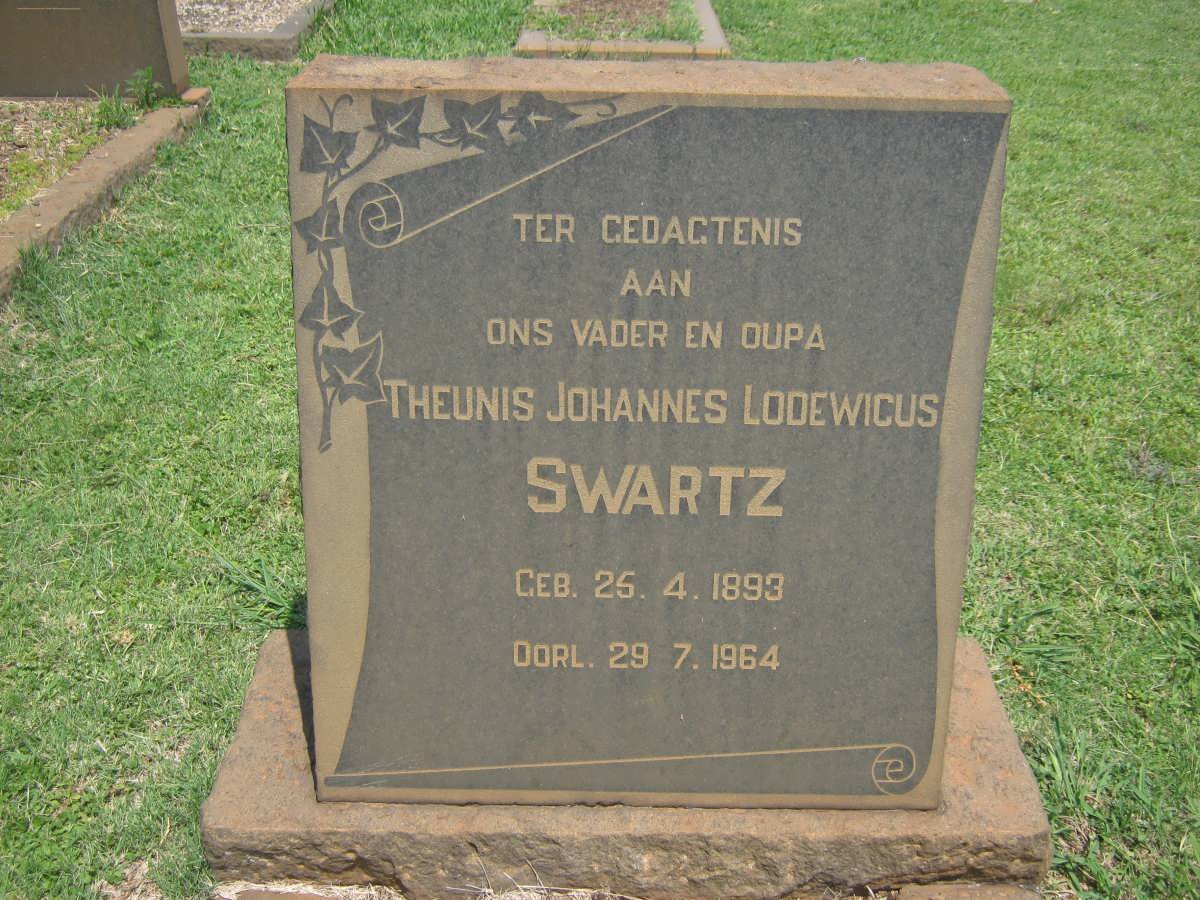 TER GEDAGTENIS
AAN
ONS VADER EN OUPA
THEUNIS JOHANNES LODEWICUS
SWARTZ
GEB. 25. 4. 1893
OORL. 29 7. 1964